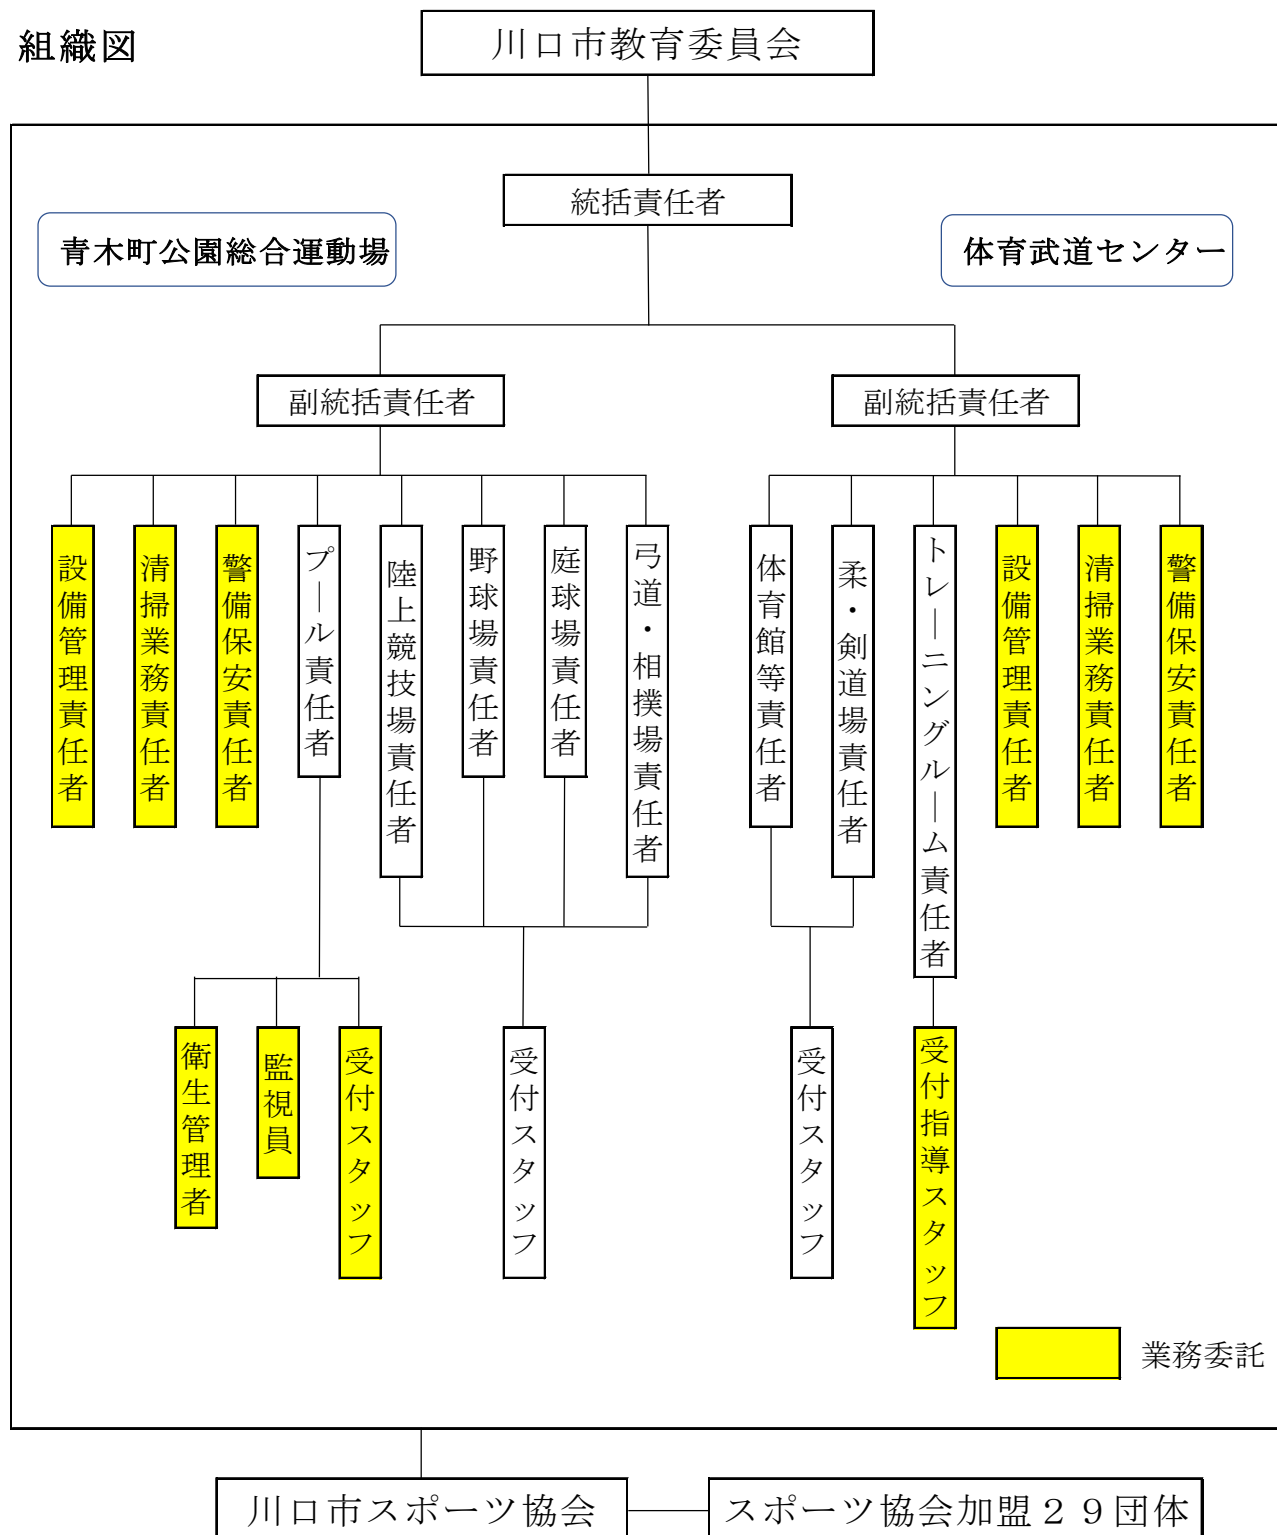 組織図
川口市教育委員会
統括責任者
青木町公園総合運動場
体育武道センター
副統括責任者
副統括責任者
設備管理責任者
清掃業務責任者
警備保安責任者
プール責任者
陸上競技場責任者
野球場責任者
庭球場責任者
弓道・相撲場責任者
体育館等責任者
柔・剣道場責任者
トレーニングルーム責任者
設備管理責任者
清掃業務責任者
警備保安責任者
衛生管理者
監視員
受付スタッフ
受付スタッフ
受付スタッフ
受付指導スタッフ
業務委託
川口市スポーツ協会
スポーツ協会加盟２９団体